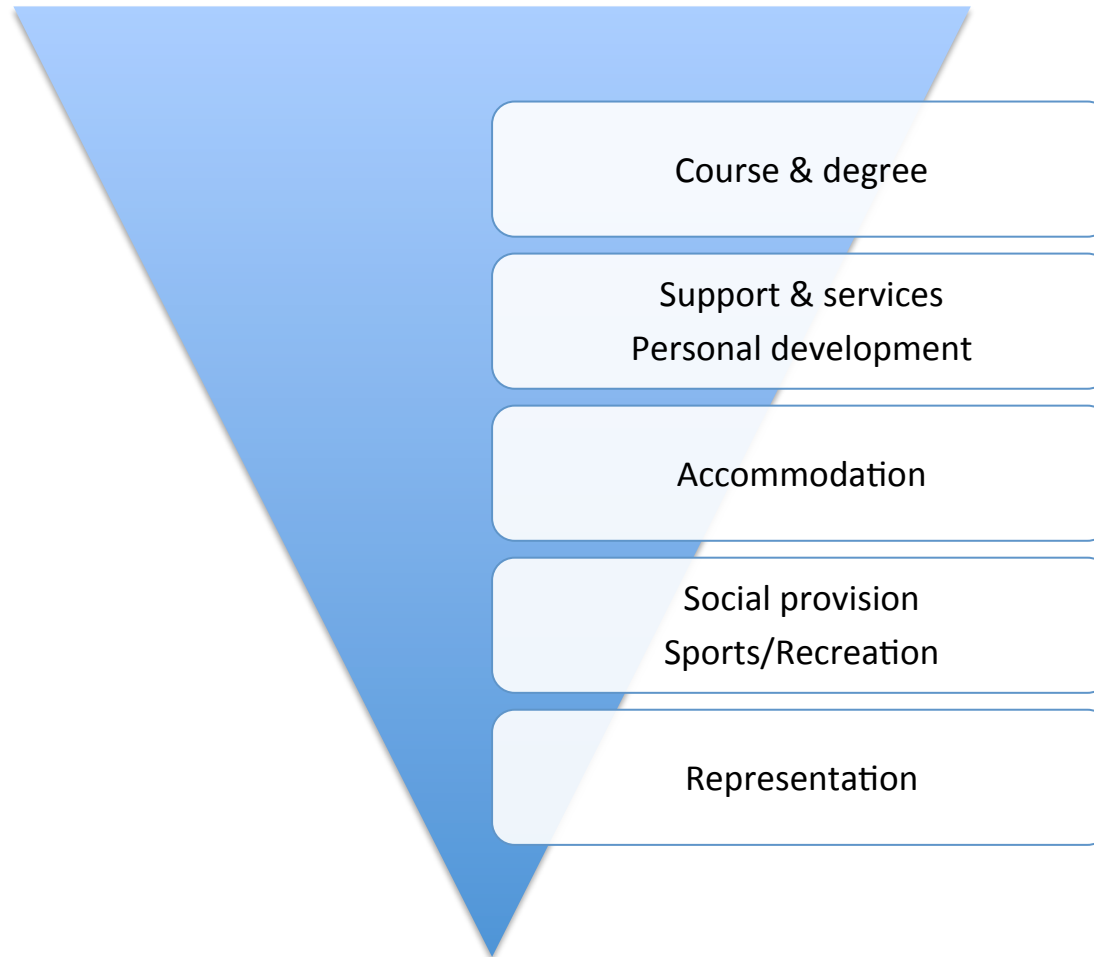 Course & degree
Support & services
Personal development
Accommodation
Social provision
Sports/Recreation
Representation